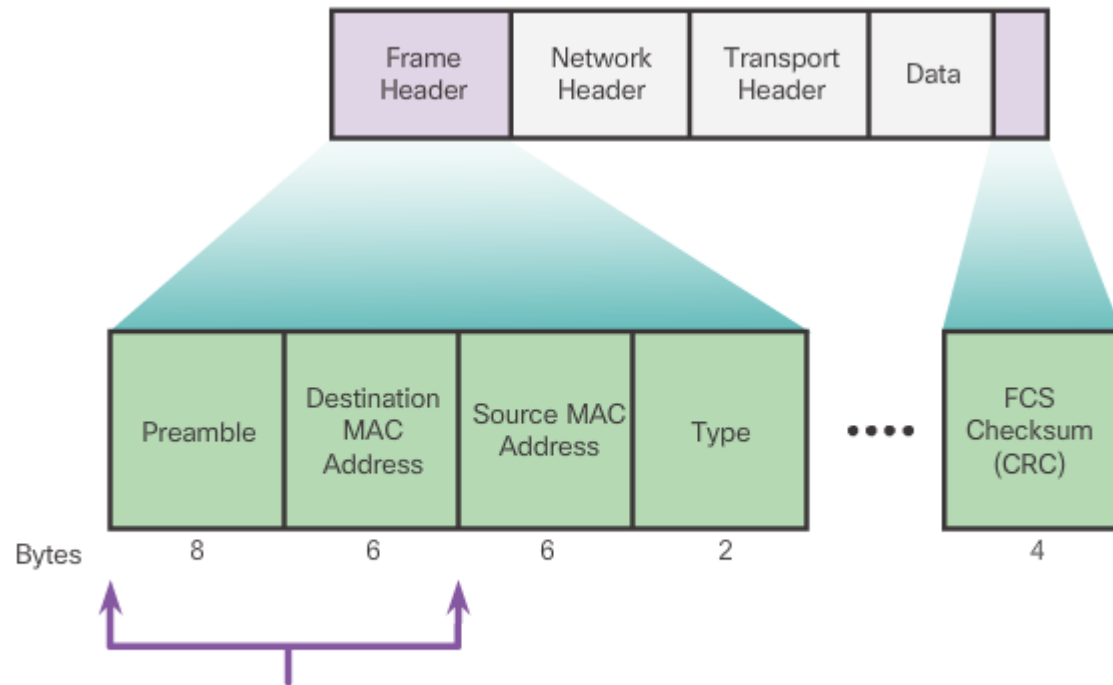 Frame
Header
Network
Header
Transport
Header
Data
Preamble
Destination
MAC
Address
Source MAC
Address
Type
FCS
Checksum
(CRC)
Bytes
8
6
6
2
4